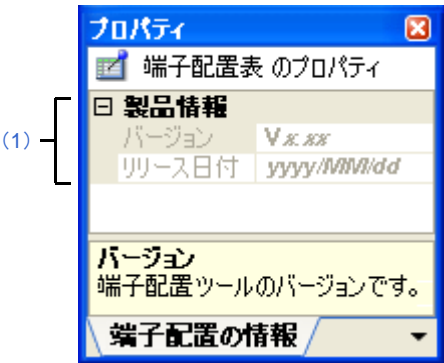 プロパティ
端子配置表 のプロパティ
(1)
製品情報
バージョン Vx.xx
リリース日付 yyyy/MM/dd
バージョン
端子配置ツールのバージョンです。
端子配置の情報